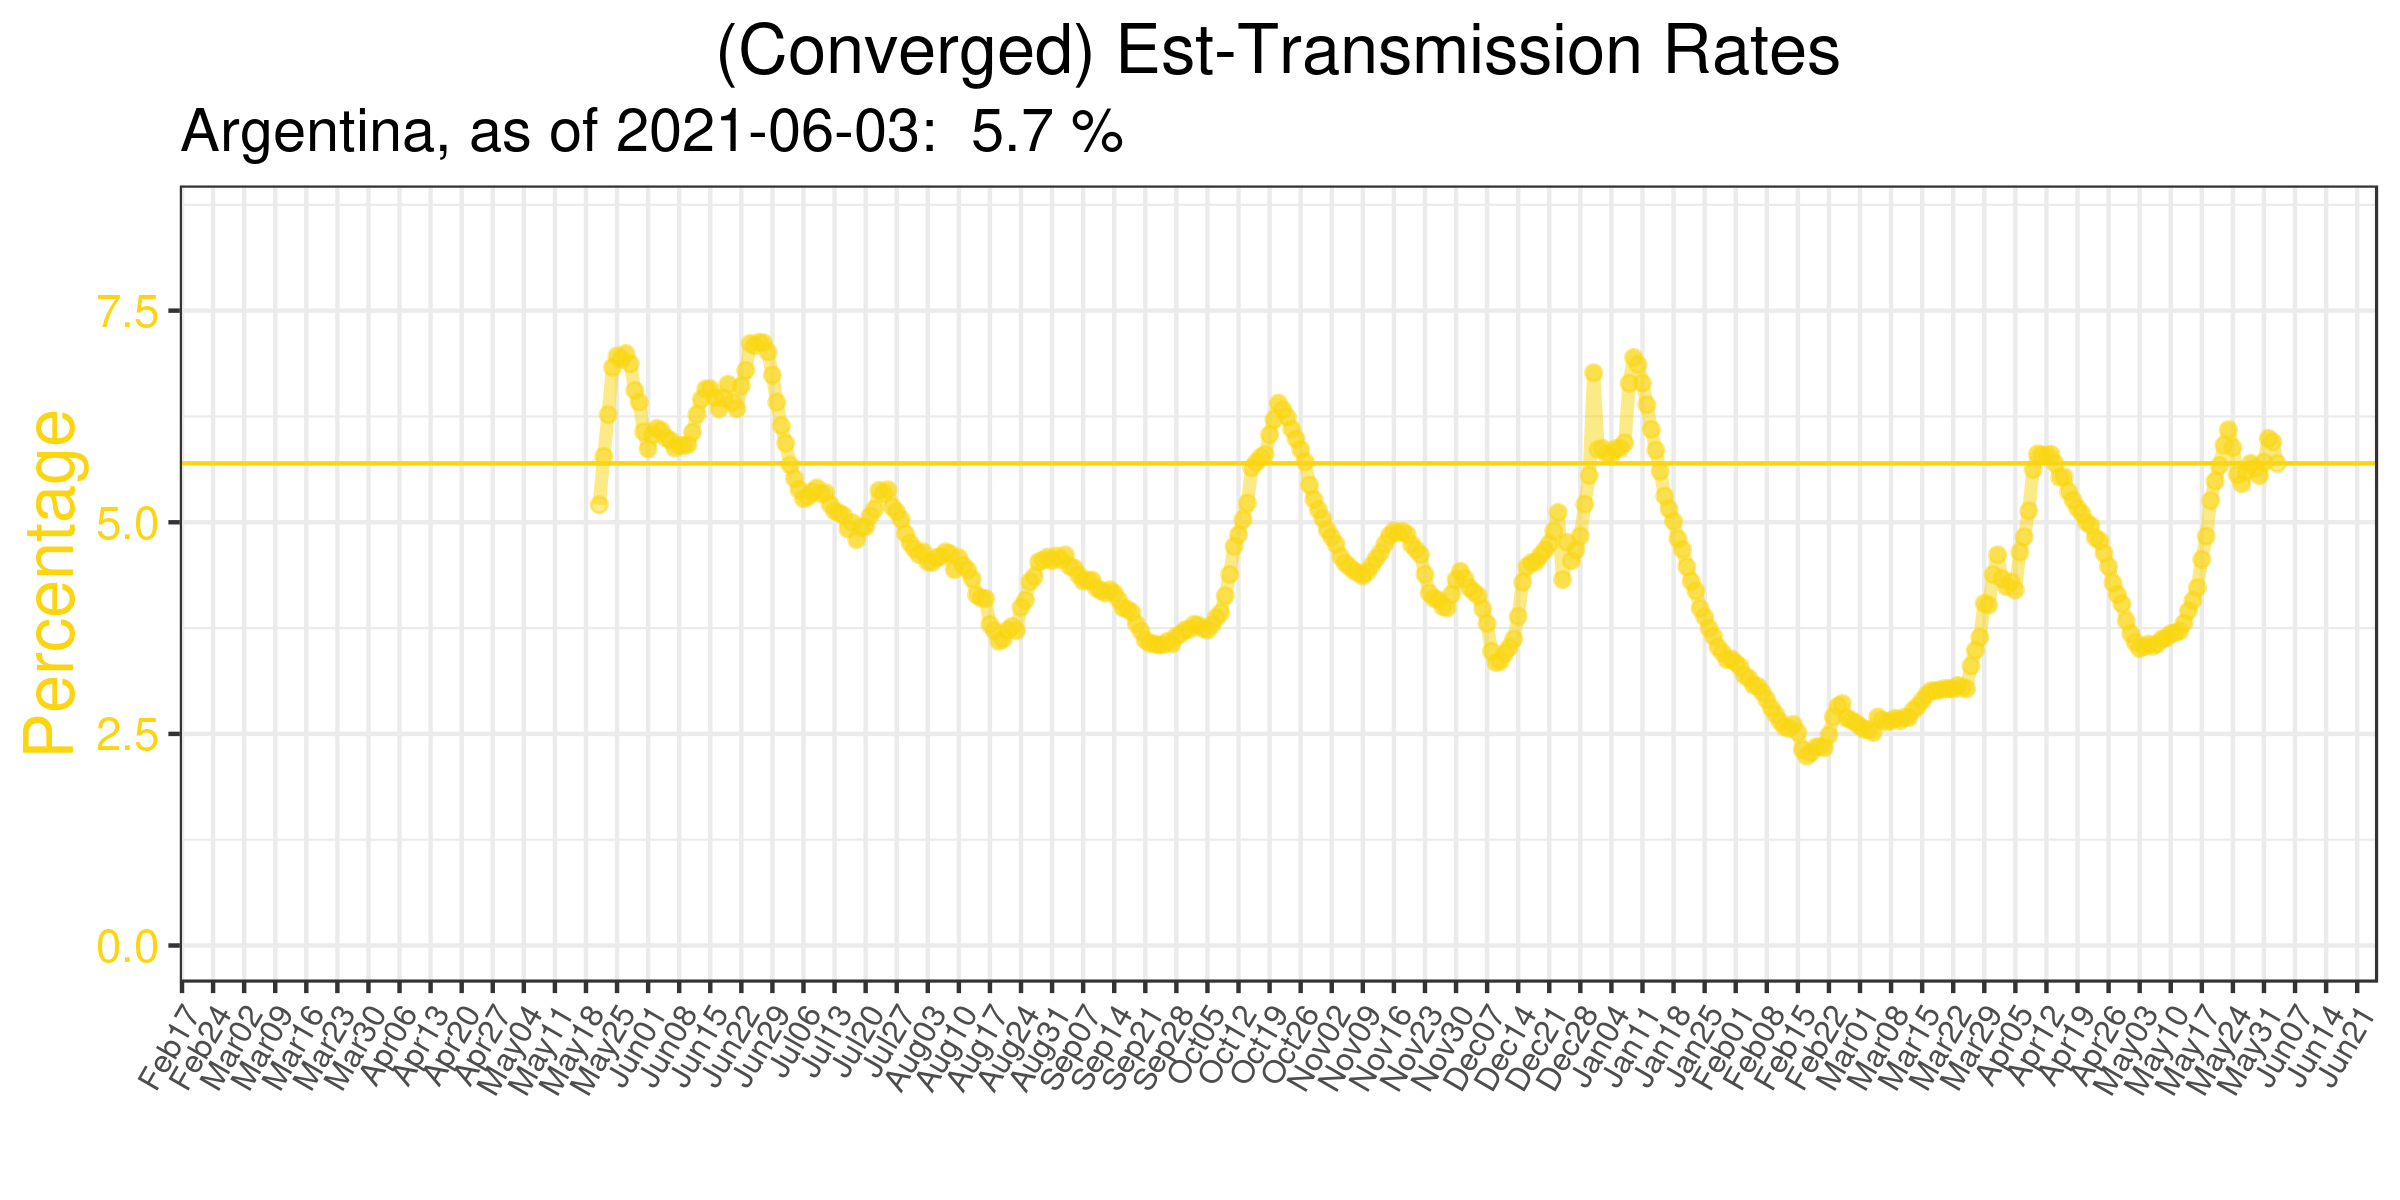 (Converged) Est-Transmission Rates
Argentina, as of 2021-06-03:  5.7 %
Percentage
7.5
5.0
2.5
0.0
Feb17
Feb24
Mar02
Mar09
Mar16
Mar23
Mar30
Apr06
Apr13
Apr20
Apr27
May04
May11
May18
May25
Jun01
Jun08
Jun15
Jun22
Jun29
Jul06
Jul13
Jul20
Jul27
Aug03
Aug10
Aug17
Aug24
Aug31
Sep07
Sep14
Sep21
Sep28
Oct05
Oct12
Oct19
Oct26
Nov02
Nov09
Nov16
Nov23
Nov30
Dec07
Dec14
Dec21
Dec28
Jan04
Jan11
Jan18
Jan25
Feb01
Feb08
Feb15
Feb22
Mar01
Mar08
Mar15
Mar22
Mar29
Apr05
Apr12
Apr19
Apr26
May03
May10
May17
May24
May31
Jun07
Jun14
Jun21